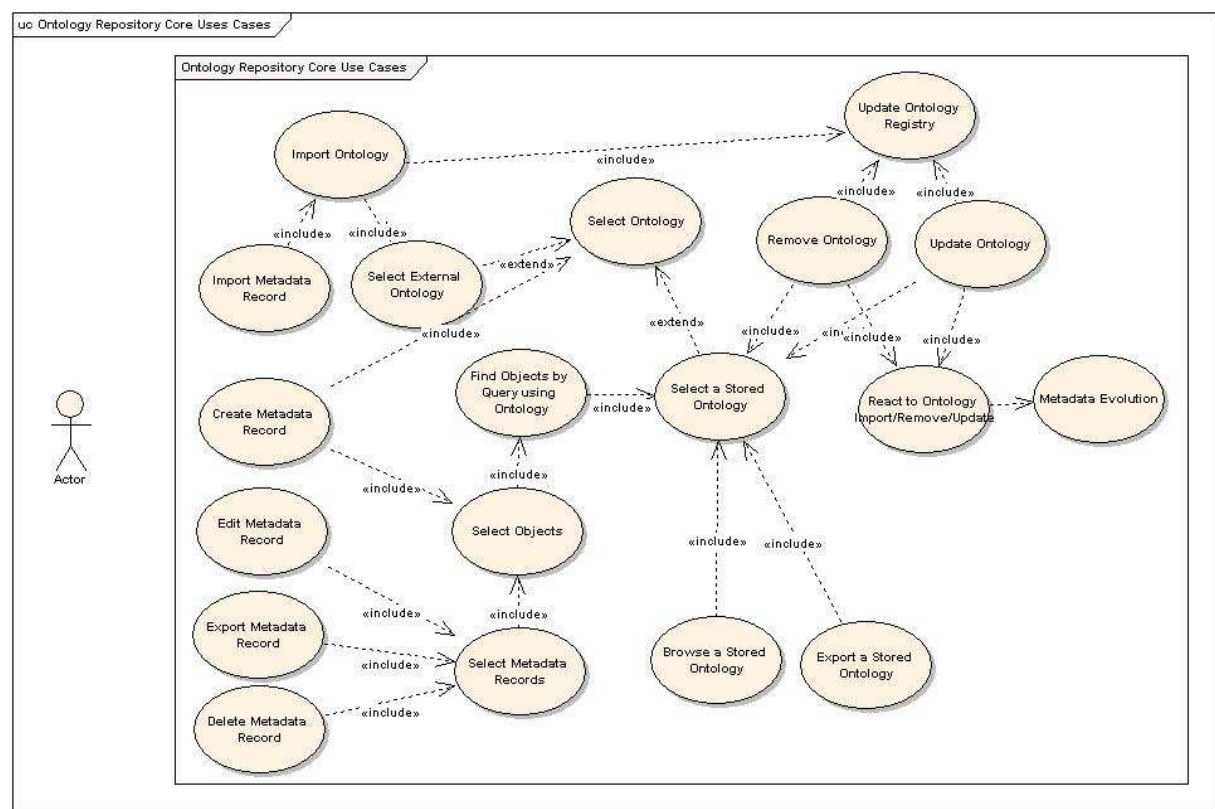 uc Ontology Repository Core Uses Cases
Ontology Repository Core Use Cases
Update Ontology
Registry
Import Ontology
«include»
«include»
«include»
Select Ontology
Remove Ontology
Update Ontology
«include»
«include»
Import Metadata
Record
Select External
Ontology
«extend»
«extend»
«include»
«include»
«inc
«include»
«include»
Find Objects by
Query using
Ontology
Select a Stored
Ontology
React to Ontology
Import/Remove/Update
Metadata Evolution
«include»
Create Metadata
Record
Actor
«include»
«include»
Edit Metadata
Record
Select Objects
«include»
«include»
«include»
«include»
Export Metadata
Record
Select Metadata
Records
Browse a Stored
Ontology
Export a Stored
Ontology
«include»
Delete Metadata
Record
«include»